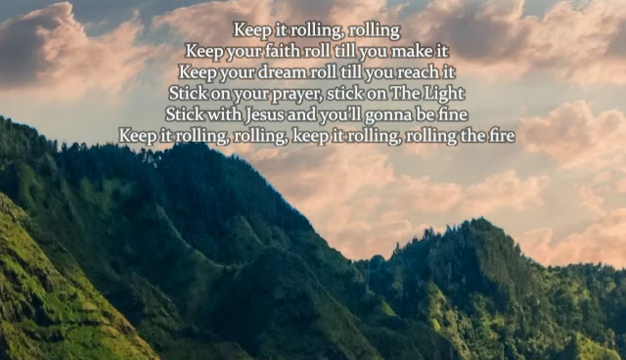 Keep it rolling, rolling
Keep your faith roll till you make it
Keep your dream roll till you reach it
Stick on your prayer, stick on The Light
Stick with Jesus and you'll gonna be fine
Keep it rolling, rolling, keep it rolling, rolling the fire